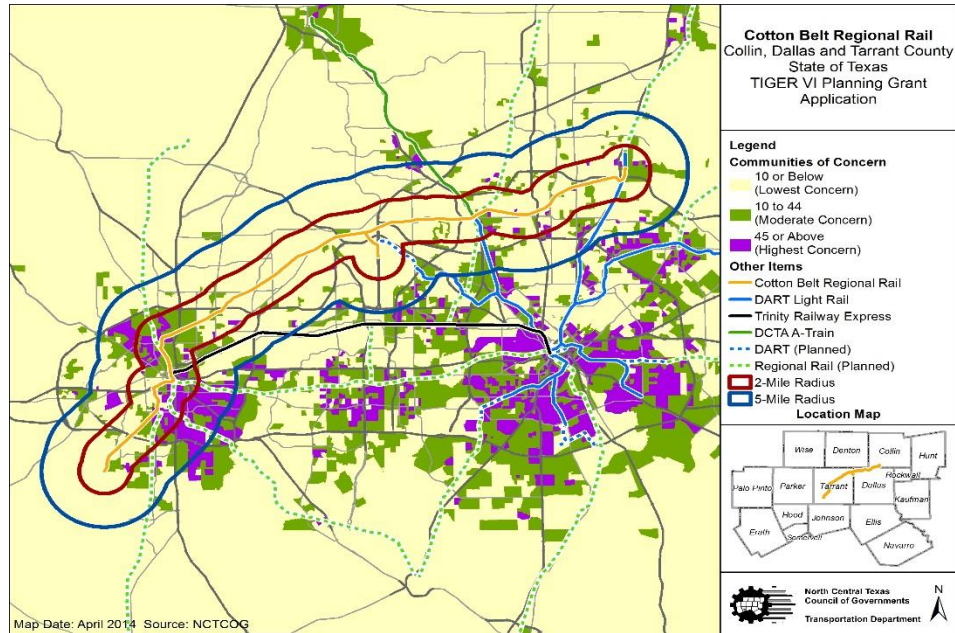 Cotton Belt Regional Rail
Collin, Dallas and Tarrant County
State of Texas
TIGER VI Planning Grant
Application
Legend
Communities of Concern
10 or Below
(Lowest Concern)
10 to 44
(Moderate Concern)
45 or Above
(Highest Concern)
Other Items
Cotton Belt Regional Rail
DART Light Rail
Trinity Railway Express
DCTA A-Train
DART (Planned)
Regional Rail (Planned)
2-Mile Radius
5-Mile Radius
Location Map
Wise
Denton
Collin
Hunt
Palo Pinto
Parker
Tarrant
Dallas
Rockwall
Kaufman
Hood
Johnson
Ellis
Erath
Somervell
Navarro
North Central Texas
Council of Governments
Transportation Department
N
Map Date: April 2014 Source: NCTCOG